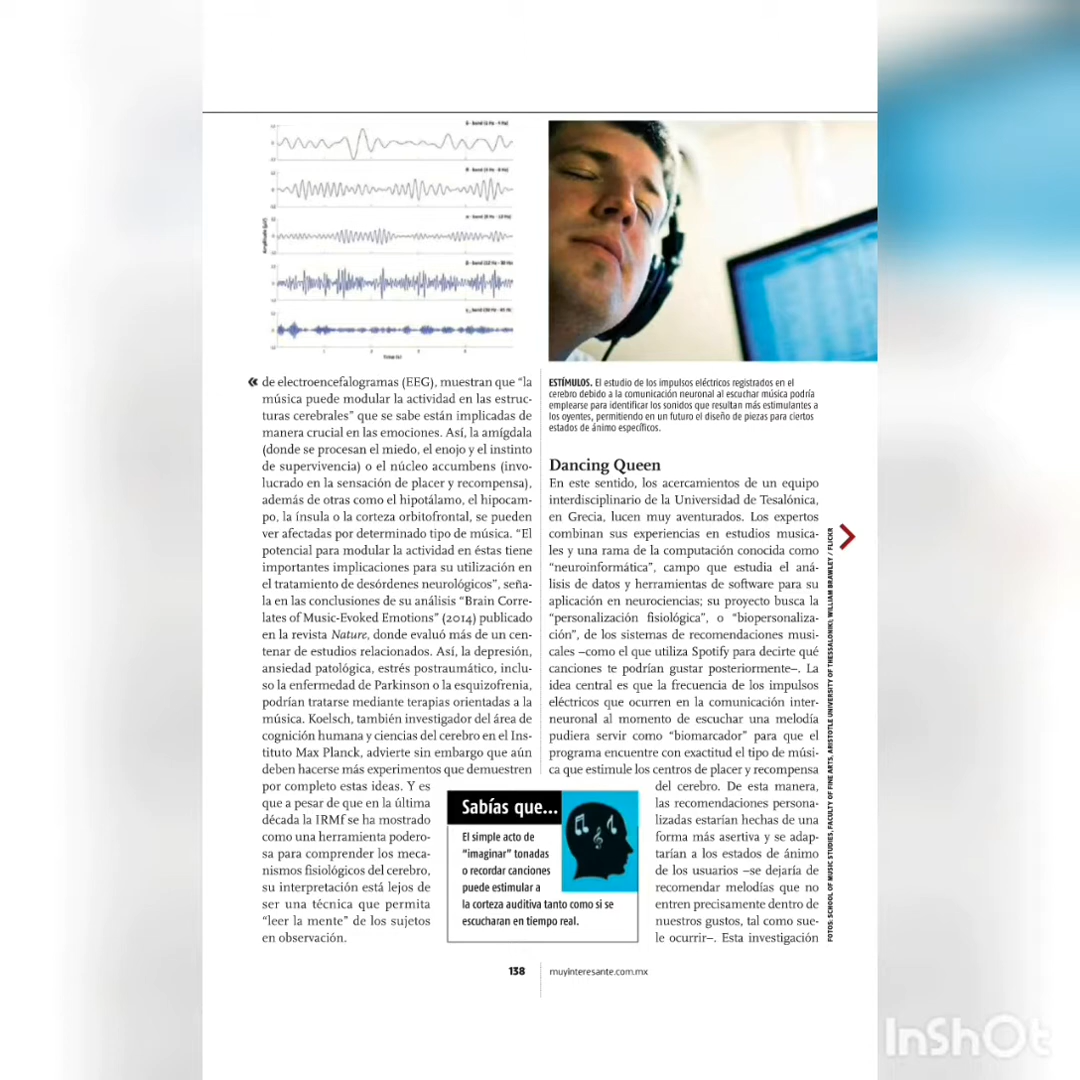 « de electroencefalogramas (EEG), muestran que “la
música puede modular la actividad en las estruc-
turas cerebrales” que se sabe están implicadas de
manera crucial en las emociones. Así, la amígdala
(donde se procesan el miedo, el enojo y el instinto
de supervivencia) o el núcleo accumbens (invo-
lucrado en la sensación de placer y recompensa),
además de otras como el hipotálamo, el hipocam-
po, la ínsula o la corteza orbitofrontal, se pueden
ver afectadas por determinado tipo de música. “El
potencial para modular la actividad en éstas tiene
importantes implicaciones para su utilización en
el tratamiento de desórdenes neurológicos”, seña-
la en las conclusiones de su análisis “Brain Corre-
lates of Music-Evoked Emotions” (2014) publicado
en la revista Nature, donde evaluó más de un cen-
tenar de estudios relacionados. Así, la depresión,
ansiedad patológica, estrés postraumático, inclu-
so la enfermedad de Parkinson o la esquizofrenia,
podrían tratarse mediante terapias orientadas a la
música. Koelsch, también investigador del área de
cognición humana y ciencias del cerebro en el Ins-
tituto Max Planck, advierte sin embargo que aún
deben hacerse más experimentos que demuestren
por completo estas ideas. Y es
que a pesar de que en la última
década la IRMf se ha mostrado
como una herramienta podero-
sa para comprender los meca-
nismos fisiológicos del cerebro,
su interpretación está lejos de
ser una técnica que permita
“leer la mente” de los sujetos
en observación.
Sabías que...
El simple acto de
“imaginar” tonadas
o recordar canciones
puede estimular a
la corteza auditiva tanto como si se
escucharan en tiempo real.
ESTÍMULOS. El estudio de los impulsos eléctricos registrados en el
cerebro debido a la comunicación neuronal al escuchar música podría
emplearse para identificar los sonidos que resultan más estimulantes a
los oyentes, permitiendo en un futuro el diseño de piezas para ciertos
estados de ánimo específicos.
Dancing Queen
En este sentido, los acercamientos de un equipo
interdisciplinario de la Universidad de Tesalónica,
en Grecia, lucen muy aventurados. Los expertos
combinan sus experiencias en estudios musica-
les y una rama de la computación conocida como
“neuroinformática”, campo que estudia el aná-
lisis de datos y herramientas de software para su
aplicación en neurociencias; su proyecto busca la
“personalización fisiológica”, o “biopersonaliza-
ción”, de los sistemas de recomendaciones musi-
cales –como el que utiliza Spotify para decirte qué
canciones te podrían gustar posteriormente–. La
idea central es que la frecuencia de los impulsos
eléctricos que ocurren en la comunicación inter-
neuronal al momento de escuchar una melodía
pudiera servir como “biomarcador” para que el
programa encuentre con exactitud el tipo de músi-
ca que estimule los centros de placer y recompensa
del cerebro. De esta manera,
las recomendaciones persona-
lizadas estarían hechas de una
forma más asertiva y se adap-
tarían a los estados de ánimo
de los usuarios –se dejaría de
recomendar melodías que no
entren precisamente dentro de
nuestros gustos, tal como sue-
le ocurrir–. Esta investigación
FOTOS: SCHOOL OF MUSIC STUDIES, FACULTY OF FINE ARTS, ARISTOTLE UNIVERSITY OF THESSALONIKI; WILLIAM BRAWLEY / FLICKR
138
muyinteresante.com.mx
InShOt